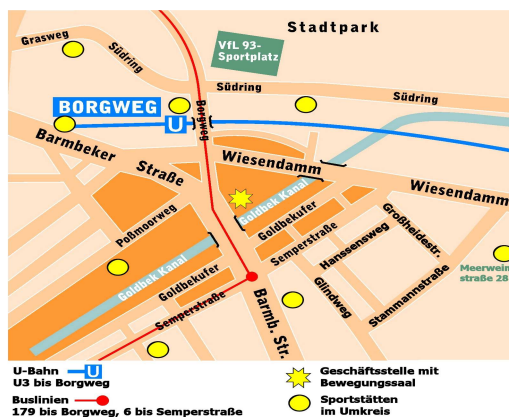 Stadtpark
Grasweg
VfL 93-
Sportplatz
Südring
Südring
Südring
BORGWEG
U
Borgweg
Barmbeker
Straße
Wiesendamm
Wiesendamm
Poßmoorweg
Goldbek Kanal
Goldbekufer
Semperstraße
Großheidestr.
Hanssensweg
Goldbek Kanal
Goldbekufer
Semperstraße
Glindweg
Stammannstraße
Meerwein
straße 28
Barmb. Str.
U-Bahn U
U3 bis Borgweg
Buslinien
179 bis Borgweg, 6 bis Semperstraße
Geschäftsstelle mit
Bewegungssaal
Sportstätten
im Umkreis